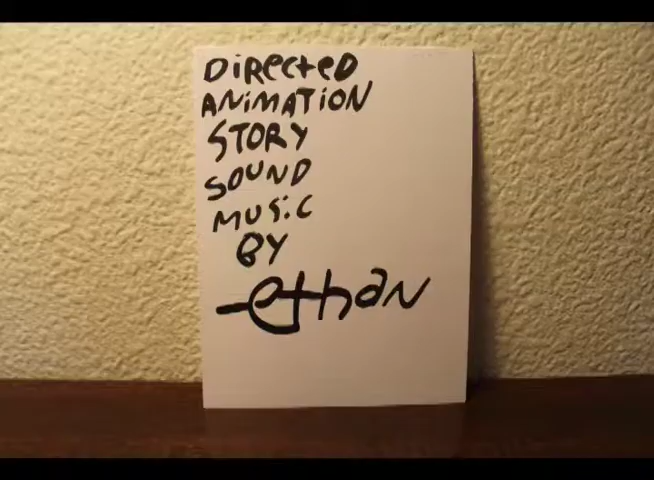 DiRected
ANiMATiON
STORY
SOUND
MUSiC
BY
ethaN